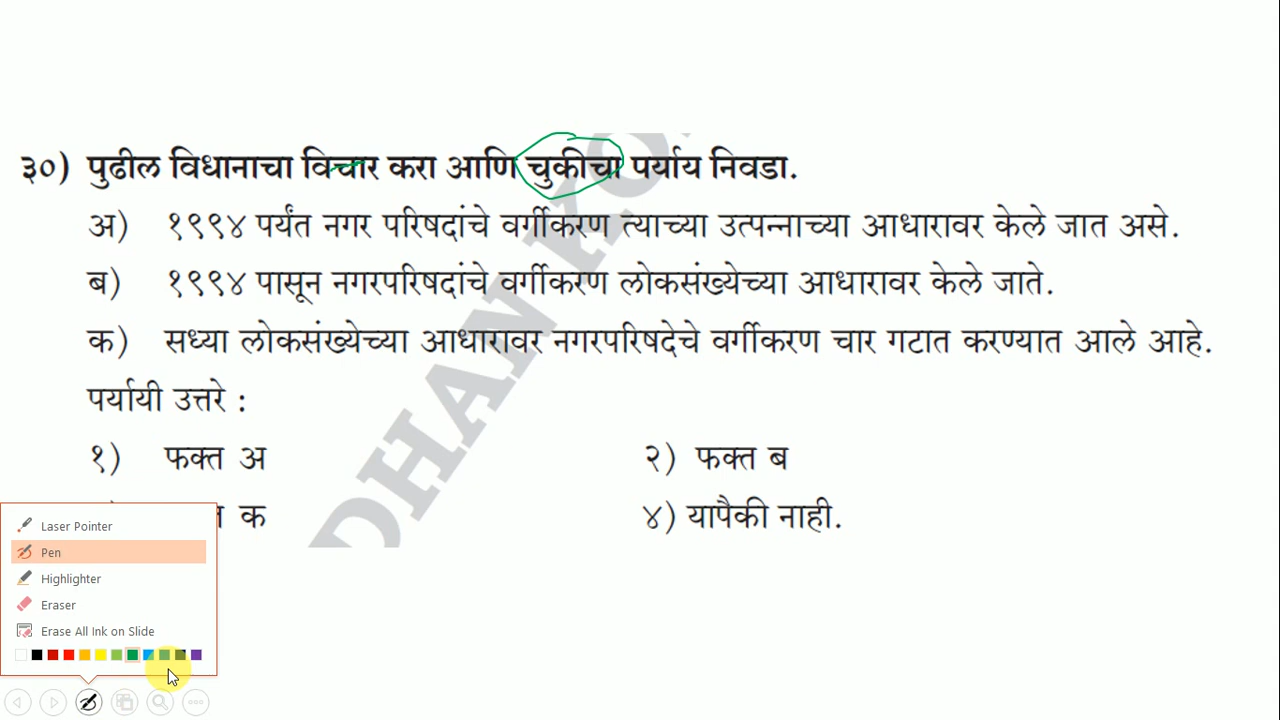 ३०) पुढील विधानाचा विचार करा आणि चुकीचा पर्याय निवडा.
अ) १९९४ पर्यंत नगर परिषदांचे वर्गीकरण त्याच्या उत्पन्नाच्या आधारावर केले जात असे.
ब) १९९४ पासून नगरपरिषदांचे वर्गीकरण लोकसंख्येच्या आधारावर केले जाते.
क) सध्या लोकसंख्येच्या आधारावर नगरपरिषदेचे वर्गीकरण चार गटात करण्यात आले आहे.
पर्यायी उत्तरे :
१) फक्त अ २) फक्त ब
क ४) यापैकी नाही.
DHAN KO
Laser Pointer
Pen
Highlighter
Eraser
Erase All Ink on Slide